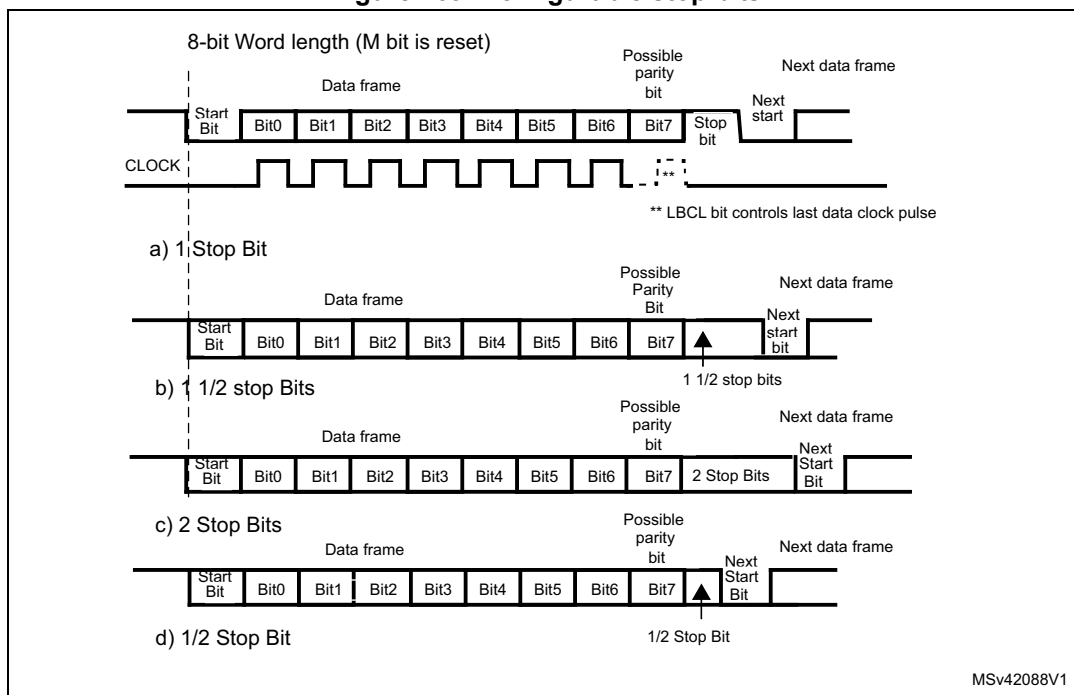 8-bit Word length (M bit is reset)
Possible parity bit
Next data frame
Data frame
Start Bit Bit0 Bit1 Bit2 Bit3 Bit4 Bit5 Bit6 Bit7 Stop bit Next start
CLOCK
**
** LBCL bit controls last data clock pulse
a) 1 Stop Bit
Possible Parity Bit
Next data frame
Data frame
Start Bit Bit0 Bit1 Bit2 Bit3 Bit4 Bit5 Bit6 Bit7 Next start bit
1 1/2 stop bits
b) 1 1/2 stop Bits
Possible parity bit
Next data frame
Data frame
Start Bit Bit0 Bit1 Bit2 Bit3 Bit4 Bit5 Bit6 Bit7 2 Stop Bits Next Start Bit
c) 2 Stop Bits
Possible parity bit
Next data frame
Data frame
Start Bit Bit0 Bit1 Bit2 Bit3 Bit4 Bit5 Bit6 Bit7 Next Start Bit
1/2 Stop Bit
d) 1/2 Stop Bit
MSv42088V1